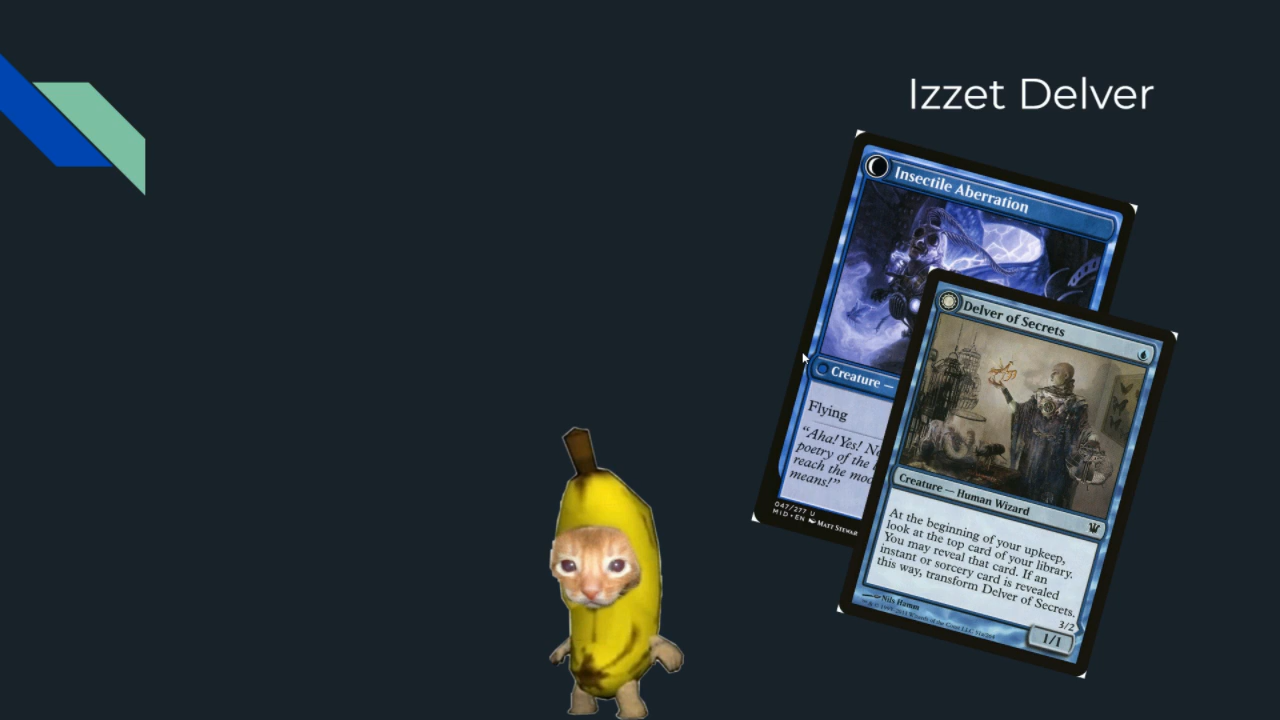 Izzet Delver
Insectile Aberration
Creature —
Flying
“Aha! Yes!
poetry of the
reach the
means!”
047/277 U
MID • EN MATT STEWAR
Delver of Secrets
Creature — Human Wizard
At the beginning of your upkeep,
look at the top card of your library.
You may reveal that card. If an
instant or sorcery card is revealed
this way, transform Delver of Secrets.
3/2
Nils Hamm
1/1